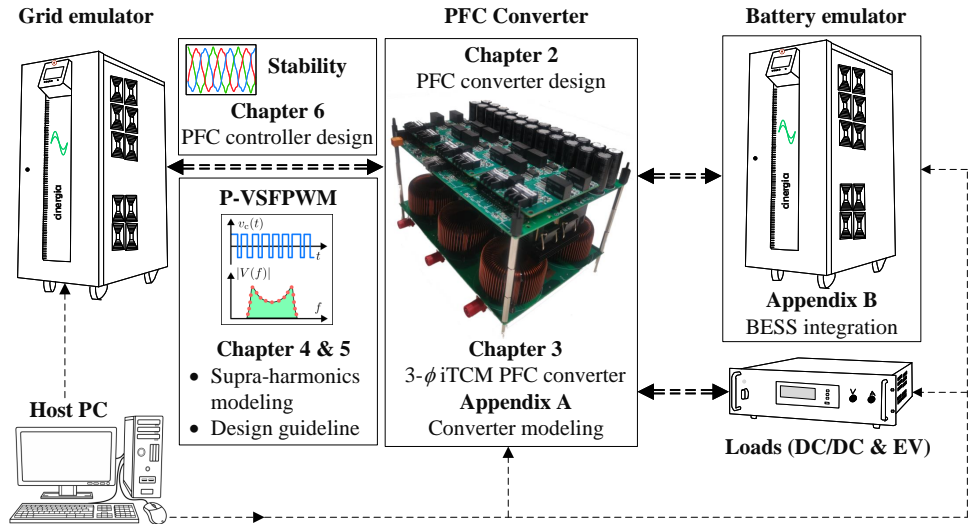 Grid emulator
PFC Converter
Battery emulator
Stability
Chapter 6
PFC controller design
Chapter 2
PFC converter design
cinergia
cinergia
P-VSFPWM
v_c(t)
t
|V(f)|
f
Chapter 4 & 5
• Supra-harmonics
modeling
• Design guideline
Chapter 3
3-ϕ iTCM PFC converter
Appendix A
Converter modeling
Appendix B
BESS integration
Host PC
Loads (DC/DC & EV)